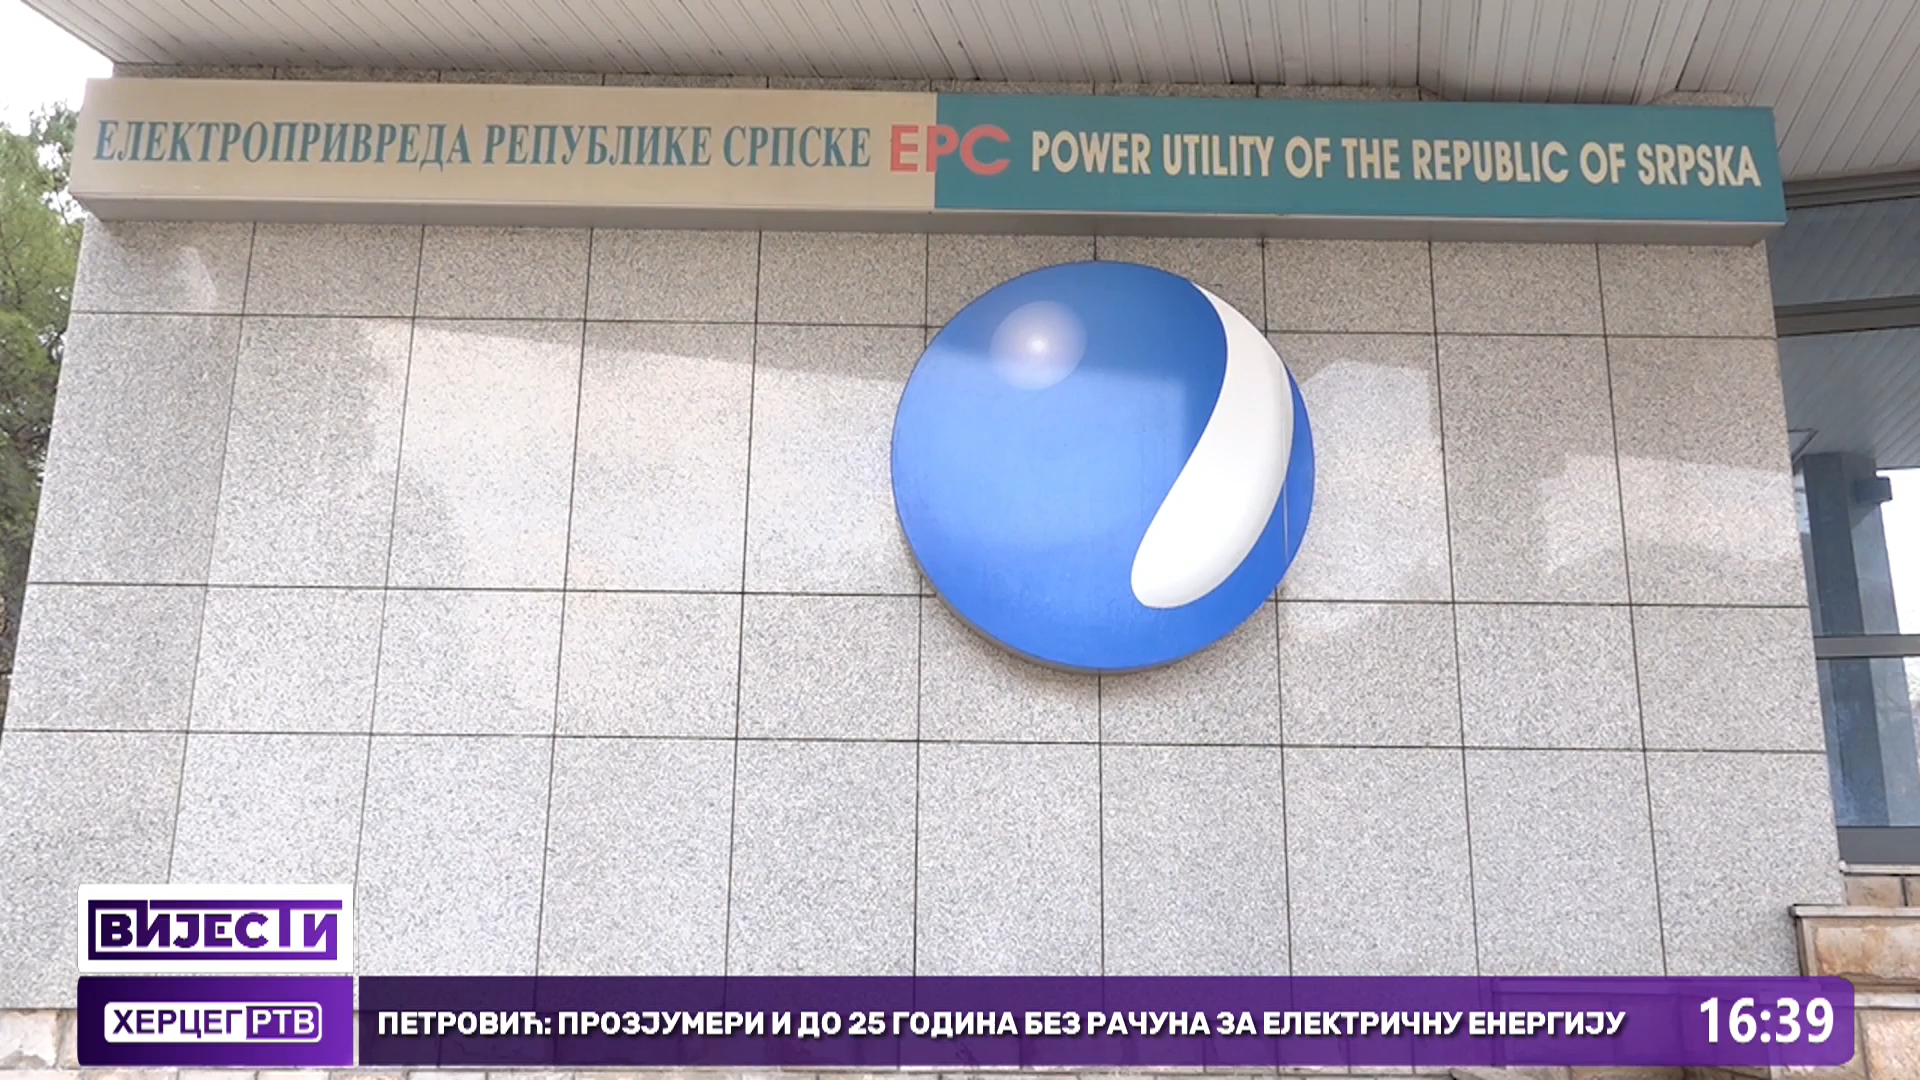 ЕЛЕКТРОПРИВРЕДА РЕПУБЛИКЕ СРПСКЕ ЕРС POWER UTILITY OF THE REPUBLIC OF SRPSKA
ВИЈЕСТИ
ХЕРЦЕГ РТВ
ПЕТРОВИЋ: ПРОЗЈУМЕРИ И ДО 25 ГОДИНА БЕЗ РАЧУНА ЗА ЕЛЕКТРИЧНУ ЕНЕРГИЈУ
16:39